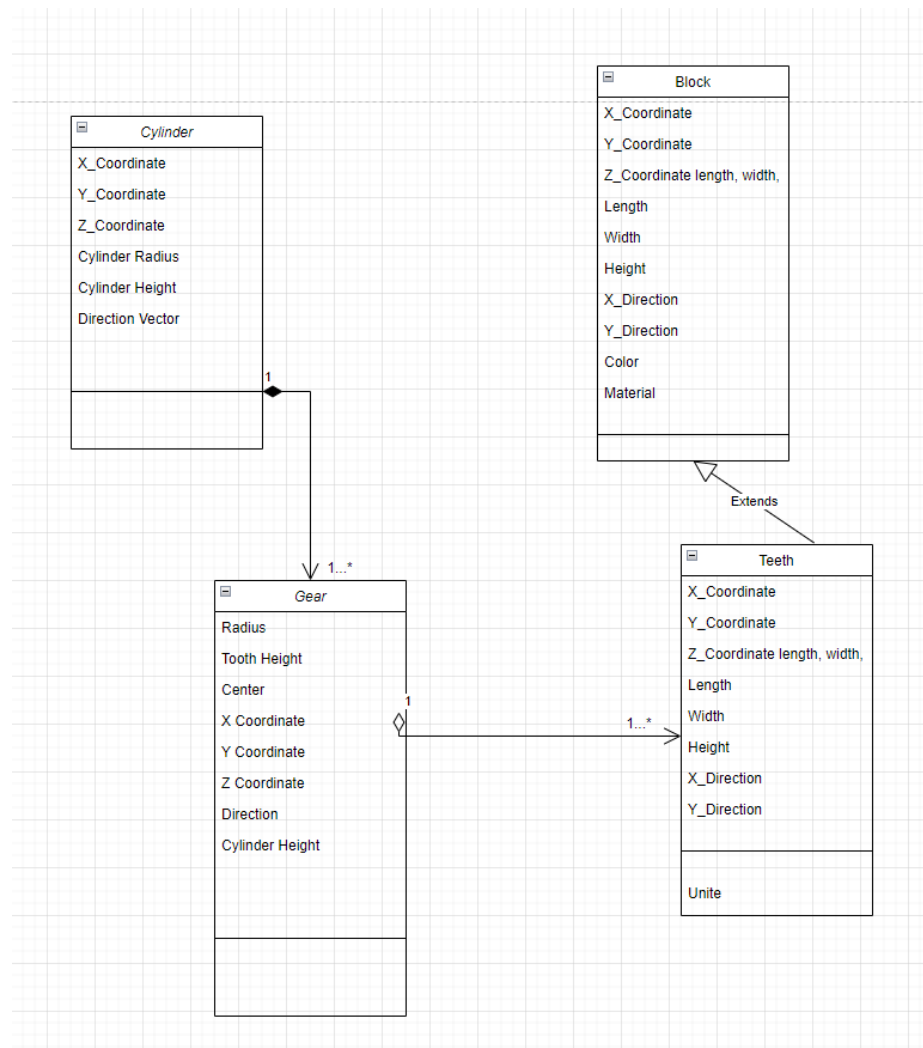 Cylinder
X_Coordinate
Y_Coordinate
Z_Coordinate
Cylinder Radius
Cylinder Height
Direction Vector
1
1...*
Block
X_Coordinate
Y_Coordinate
Z_Coordinate length, width,
Length
Width
Height
X_Direction
Y_Direction
Color
Material
Extends
Gear
Radius
Tooth Height
Center
X Coordinate
Y Coordinate
Z Coordinate
Direction
Cylinder Height
1
1...*
Teeth
X_Coordinate
Y_Coordinate
Z_Coordinate length, width,
Length
Width
Height
X_Direction
Y_Direction
Unite